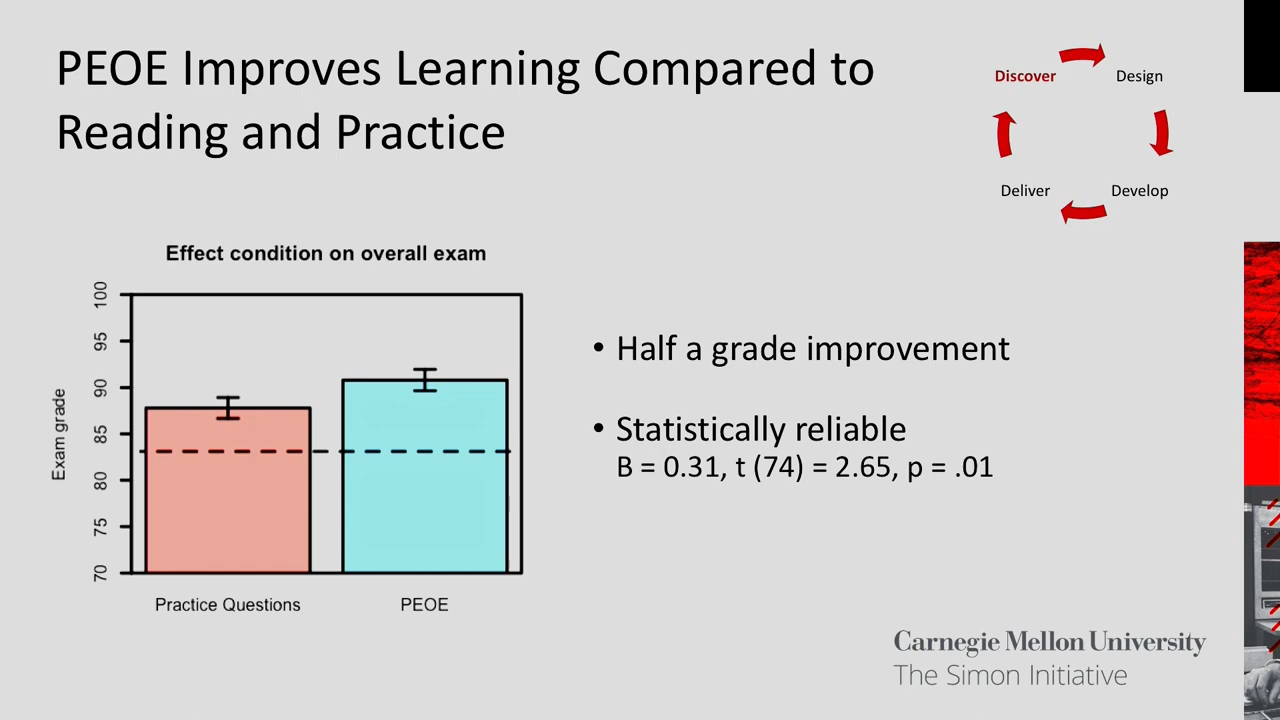 PEOE Improves Learning Compared to
Reading and Practice
Discover
Design
Deliver
Develop
Effect condition on overall exam
Exam grade
100
95
90
85
80
75
70
Practice Questions
PEOE
• Half a grade improvement
• Statistically reliable
B = 0.31, t (74) = 2.65, p = .01
Carnegie Mellon University
The Simon Initiative